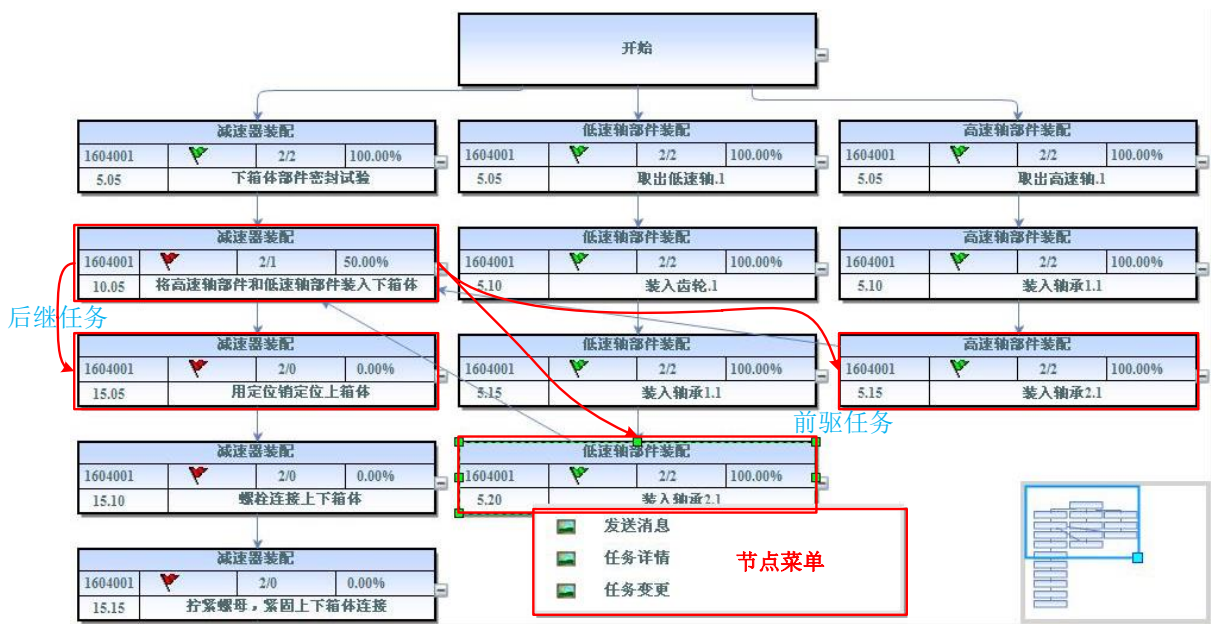 开始
减速器装配
1604001 2/2 100.00%
5.05 下箱体部件密封试验
低速轴部件装配
1604001 2/2 100.00%
5.05 取出低速轴.1
高速轴部件装配
1604001 2/2 100.00%
5.05 取出高速轴.1
减速器装配
1604001 2/1 50.00%
10.05 将高速轴部件和低速轴部件装入下箱体
低速轴部件装配
1604001 2/2 100.00%
5.10 装入齿轮.1
高速轴部件装配
1604001 2/2 100.00%
5.10 装入轴承1.1
后继任务
减速器装配
1604001 2/0 0.00%
15.05 用定位销定位上箱体
低速轴部件装配
1604001 2/2 100.00%
5.15 装入轴承1.1
高速轴部件装配
1604001 2/2 100.00%
5.15 装入轴承2.1
前驱任务
减速器装配
1604001 2/0 0.00%
15.10 螺栓连接上下箱体
低速轴部件装配
1604001 2/2 100.00%
5.20 装入轴承2.1
发送消息
任务详情
任务变更
节点菜单
减速器装配
1604001 2/0 0.00%
15.15 拧紧螺母，紧固上下箱体连接